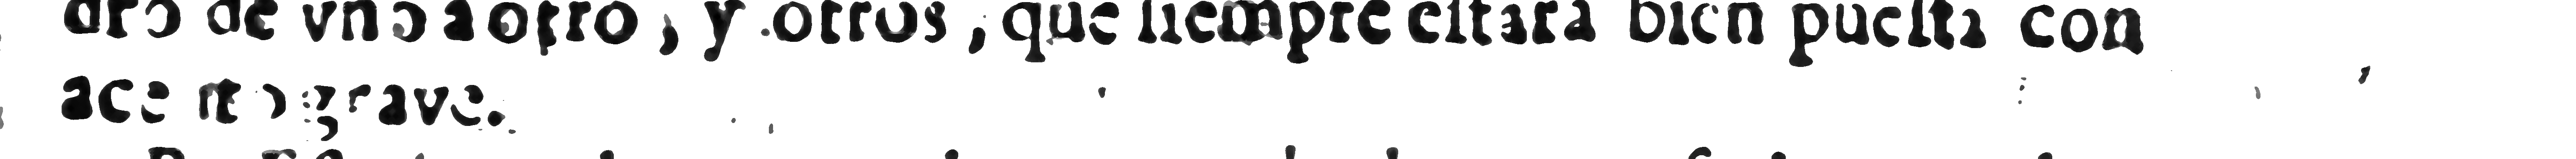 dro de vno a otro, y otros, que siempre estara bien puesta con
acento grave.